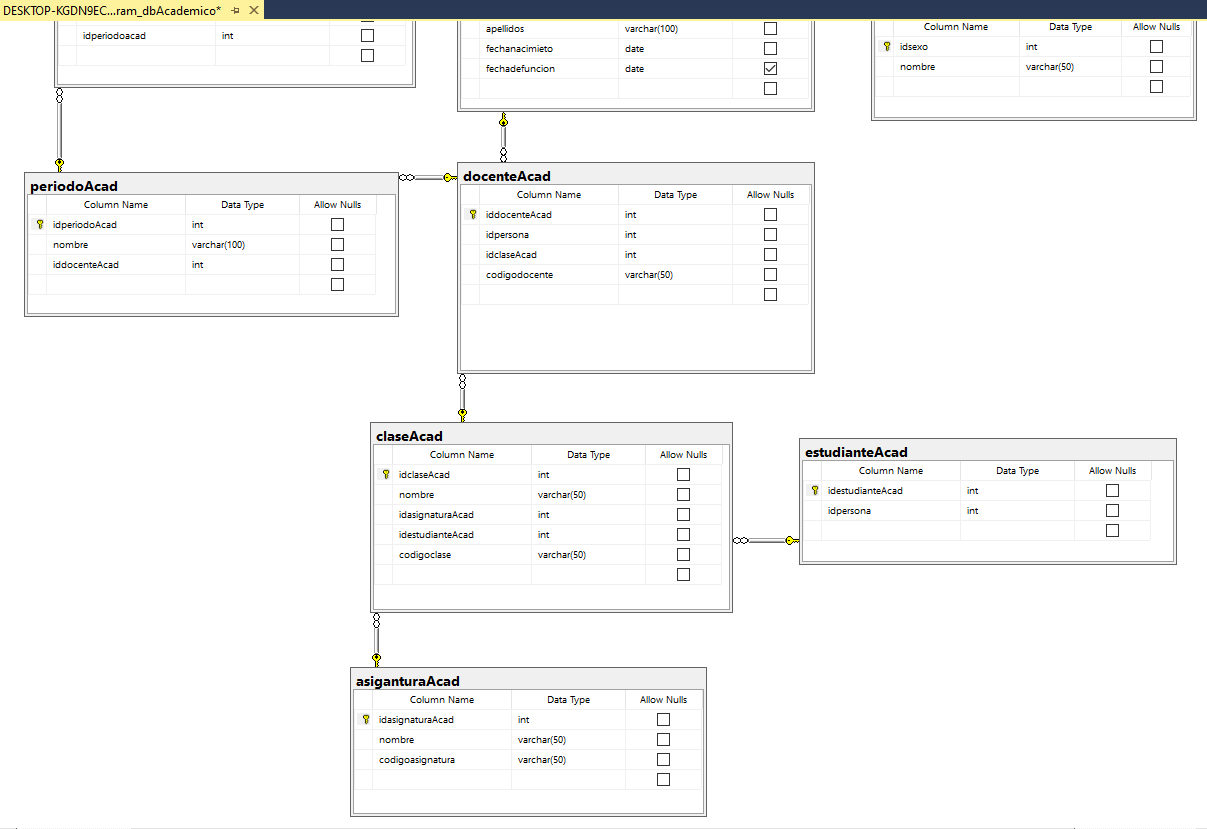 DESKTOP-KGDN9EC...ram_dbAcademico*
idperiodoacad int
apellidos varchar(100)
fechanacimieto date
fechadefuncion date
Column Name Data Type Allow Nulls
idsexo int
nombre varchar(50)
periodoAcad
Column Name Data Type Allow Nulls
idperiodoAcad int
nombre varchar(100)
iddocenteAcad int
docenteAcad
Column Name Data Type Allow Nulls
iddocenteAcad int
idpersona int
idclaseAcad int
codigodocente varchar(50)
claseAcad
Column Name Data Type Allow Nulls
idclaseAcad int
nombre varchar(50)
idasignaturaAcad int
idestudianteAcad int
codigoclase varchar(50)
estudianteAcad
Column Name Data Type Allow Nulls
idestudianteAcad int
idpersona int
asiganturaAcad
Column Name Data Type Allow Nulls
idasignaturaAcad int
nombre varchar(50)
codigoasignatura varchar(50)